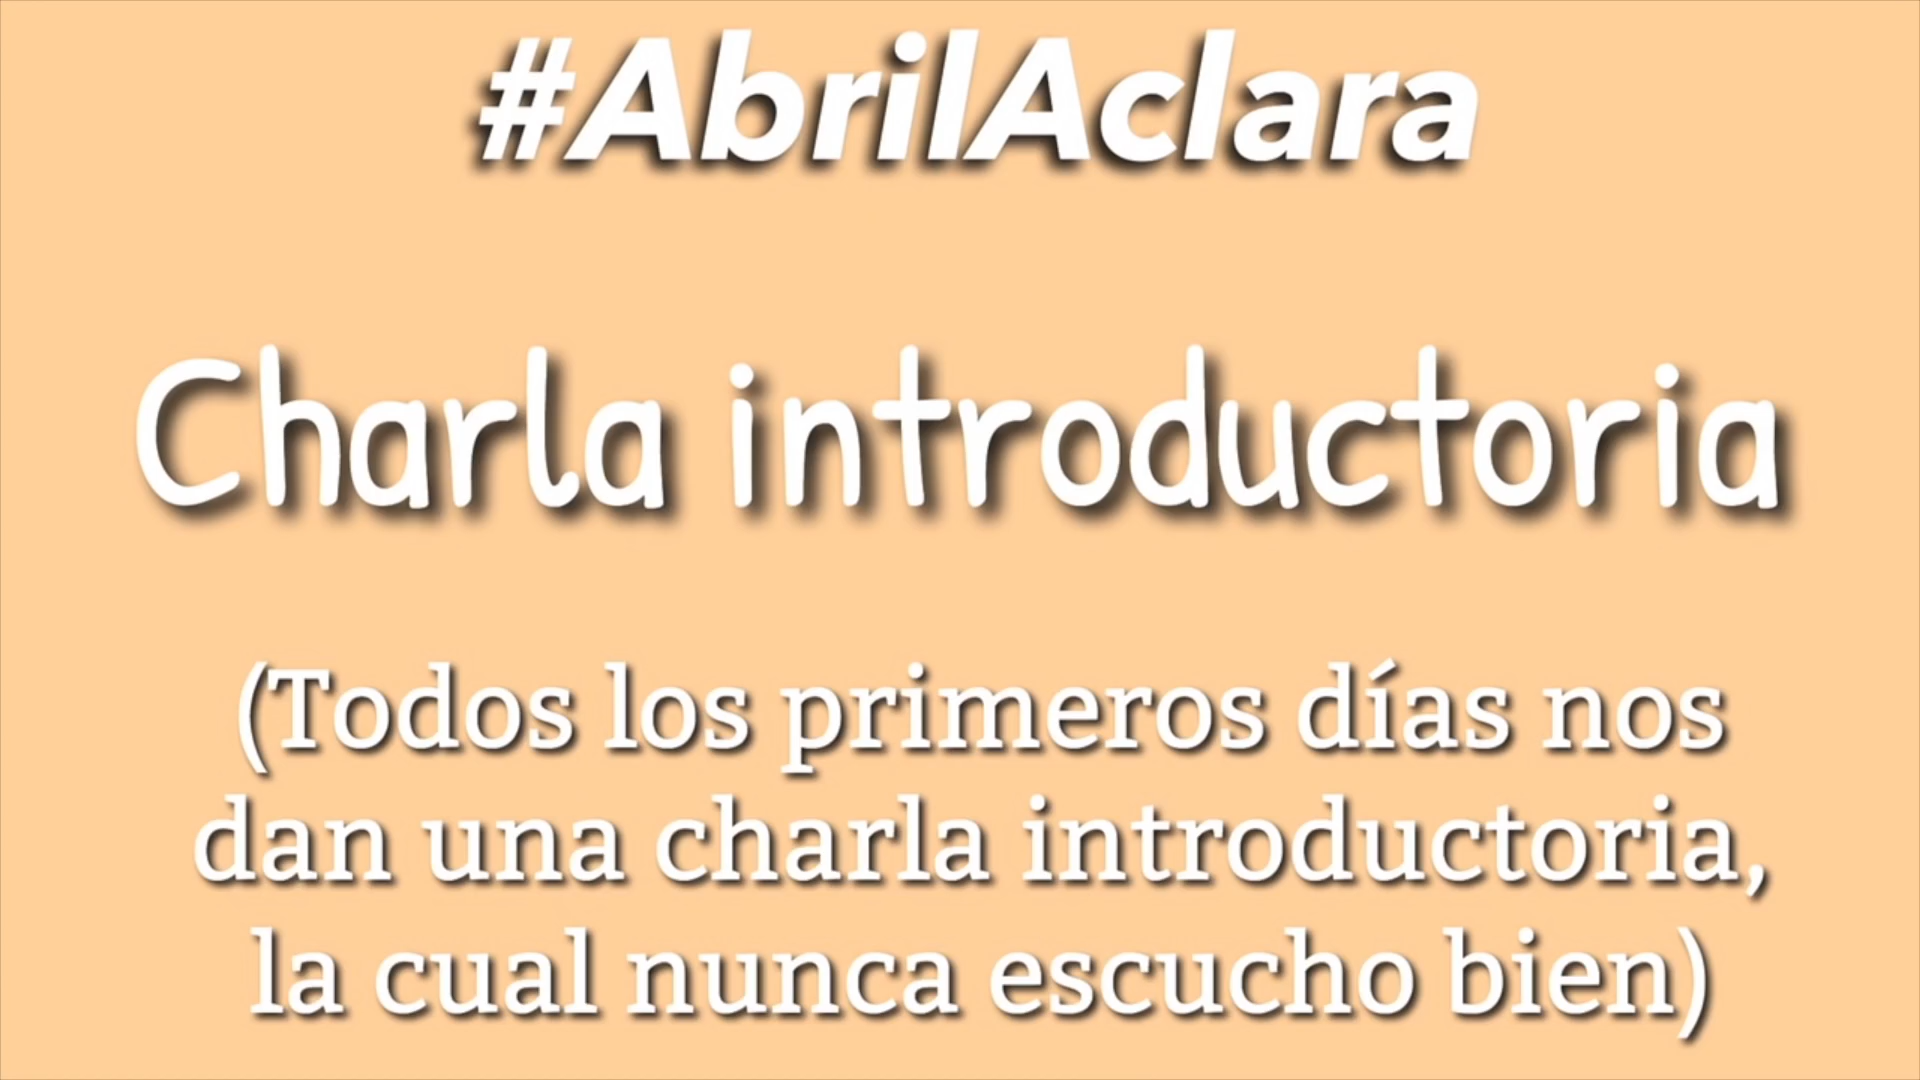 #AbrilAclara
Charla introductoria
(Todos los primeros días nos
dan una charla introductoria,
la cual nunca escucho bien)